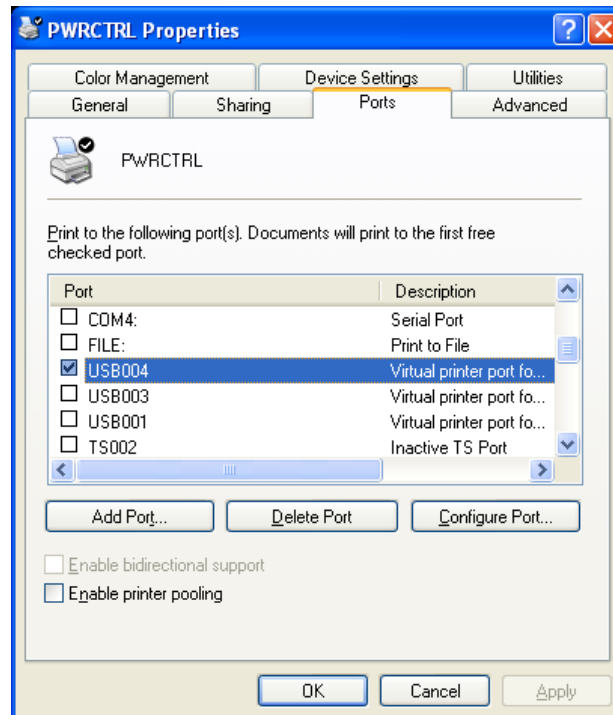 PWRCTRL Properties
Color Management Device Settings Utilities
General Sharing Ports Advanced
PWRCTRL
Print to the following port(s). Documents will print to the first free
checked port.
Port Description
COM4: Serial Port
FILE: Print to File
USB004 Virtual printer port fo...
USB003 Virtual printer port fo...
USB001 Virtual printer port fo...
TS002 Inactive TS Port
Add Port... Delete Port Configure Port...
Enable bidirectional support
Enable printer pooling
OK Cancel Apply